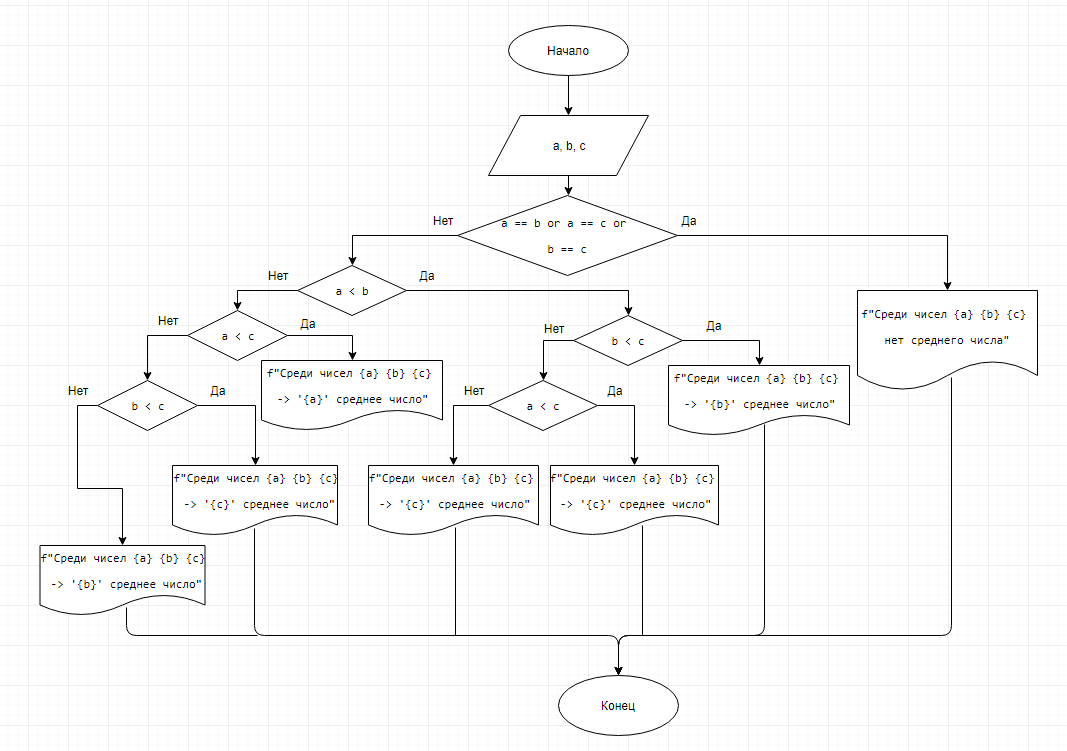 Начало
a, b, c
Нет
Да
a == b or a == c or
b == c
Нет
Да
a < b
Нет
Да
a < c
Нет
Да
b < c
f"Среди чисел {a} {b} {c}
нет среднего числа"
Нет
Да
b < c
f"Среди чисел {a} {b} {c}
-> '{a}' среднее число"
Нет
Да
a < c
f"Среди чисел {a} {b} {c}
-> '{b}' среднее число"
f"Среди чисел {a} {b} {c}
-> '{c}' среднее число"
f"Среди чисел {a} {b} {c}
-> '{c}' среднее число"
f"Среди чисел {a} {b} {c}
-> '{c}' среднее число"
f"Среди чисел {a} {b} {c}
-> '{b}' среднее число"
Конец